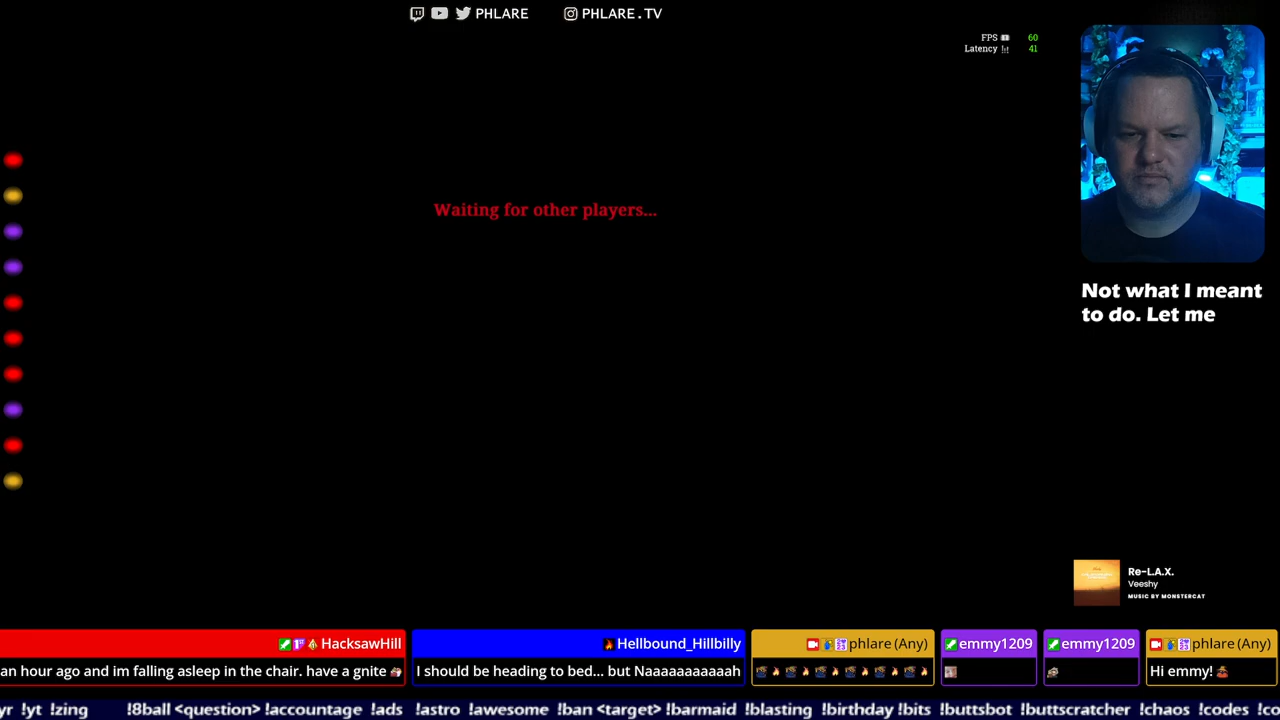 PHLARE PHLARE.TV
FPS 60
Latency 41
Waiting for other players...
Not what I meant
to do. Let me
Re-L.A.X.
Veeshy
MUSIC BY MONSTERCAT
HacksawHill
an hour ago and im falling asleep in the chair. have a gnite
Hellbound_Hillbilly
I should be heading to bed... but Naaaaaaaaaaah
phlare (Any)
emmy1209
emmy1209
phlare (Any)
Hi emmy!
yr !yt !zing !8ball <question> !accountage !ads !astro !awesome !ban <target> !barmaid !blasting !birthday !bits !buttsbot !buttscratcher !chaos !codes !co